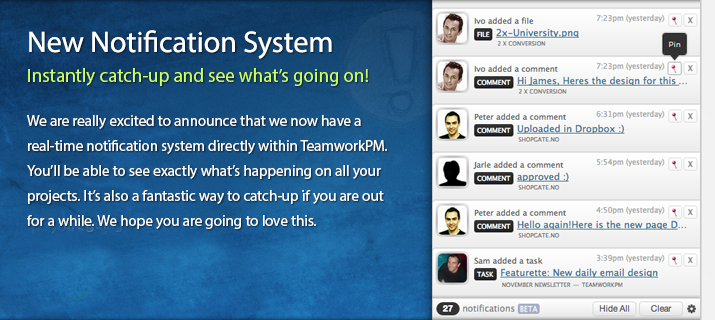 New Notification System
Instantly catch-up and see what's going on!
We are really excited to announce that we now have a
real-time notification system directly within TeamworkPM.
You'll be able to see exactly what's happening on all your
projects. It's also a fantastic way to catch-up if you are out
for a while. We hope you are going to love this.
Ivo added a file 7:23pm (yesterday) X
FILE 2x-University.png
2 X CONVERSION
Pin
Ivo added a comment 7:23pm (yesterday) X
COMMENT Hi James, Heres the design for this ...
2 X CONVERSION
Peter added a comment 6:31pm (yesterday) X
COMMENT Uploaded in Dropbox :)
SHOPGATE.NO
Jarle added a comment 5:54pm (yesterday) X
COMMENT approved :)
SHOPGATE.NO
Peter added a comment 4:50pm (yesterday) X
COMMENT Hello again!Here is the new page D...
SHOPGATE.NO
Sam added a task 3:39pm (yesterday) X
TASK Featurette: New daily email design
NOVEMBER NEWSLETTER — TEAMWORKPM
27 notifications BETA Hide All Clear